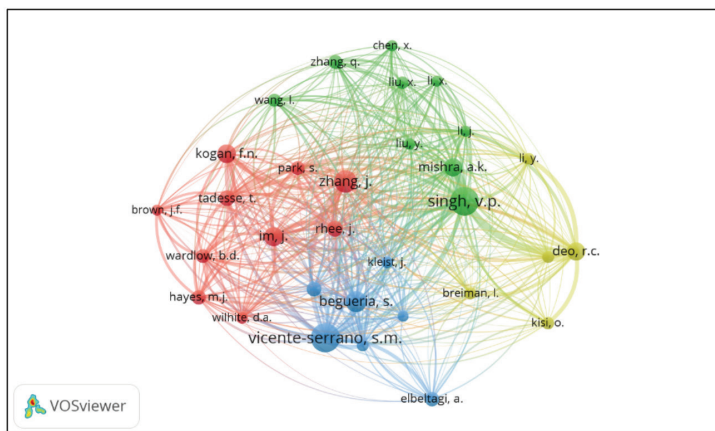 chen, x.
zhang, q.
liu, x.
li, x.
wang, l.
li, j.
liu, y.
li, y.
kogan, f.n.
park, s.
mishra, a.k.
zhang, j.
tadesse, t.
singh, v.p.
brown, j.f.
rhee, j.
im, j.
wardlow, b.d.
deo, r.c.
kleist, j.
hayes, m.j.
begueria, s.
breiman, l.
wilhite, d.a.
kisi, o.
vicente-serrano, s.m.
elbeltagi, a.
VOSviewer